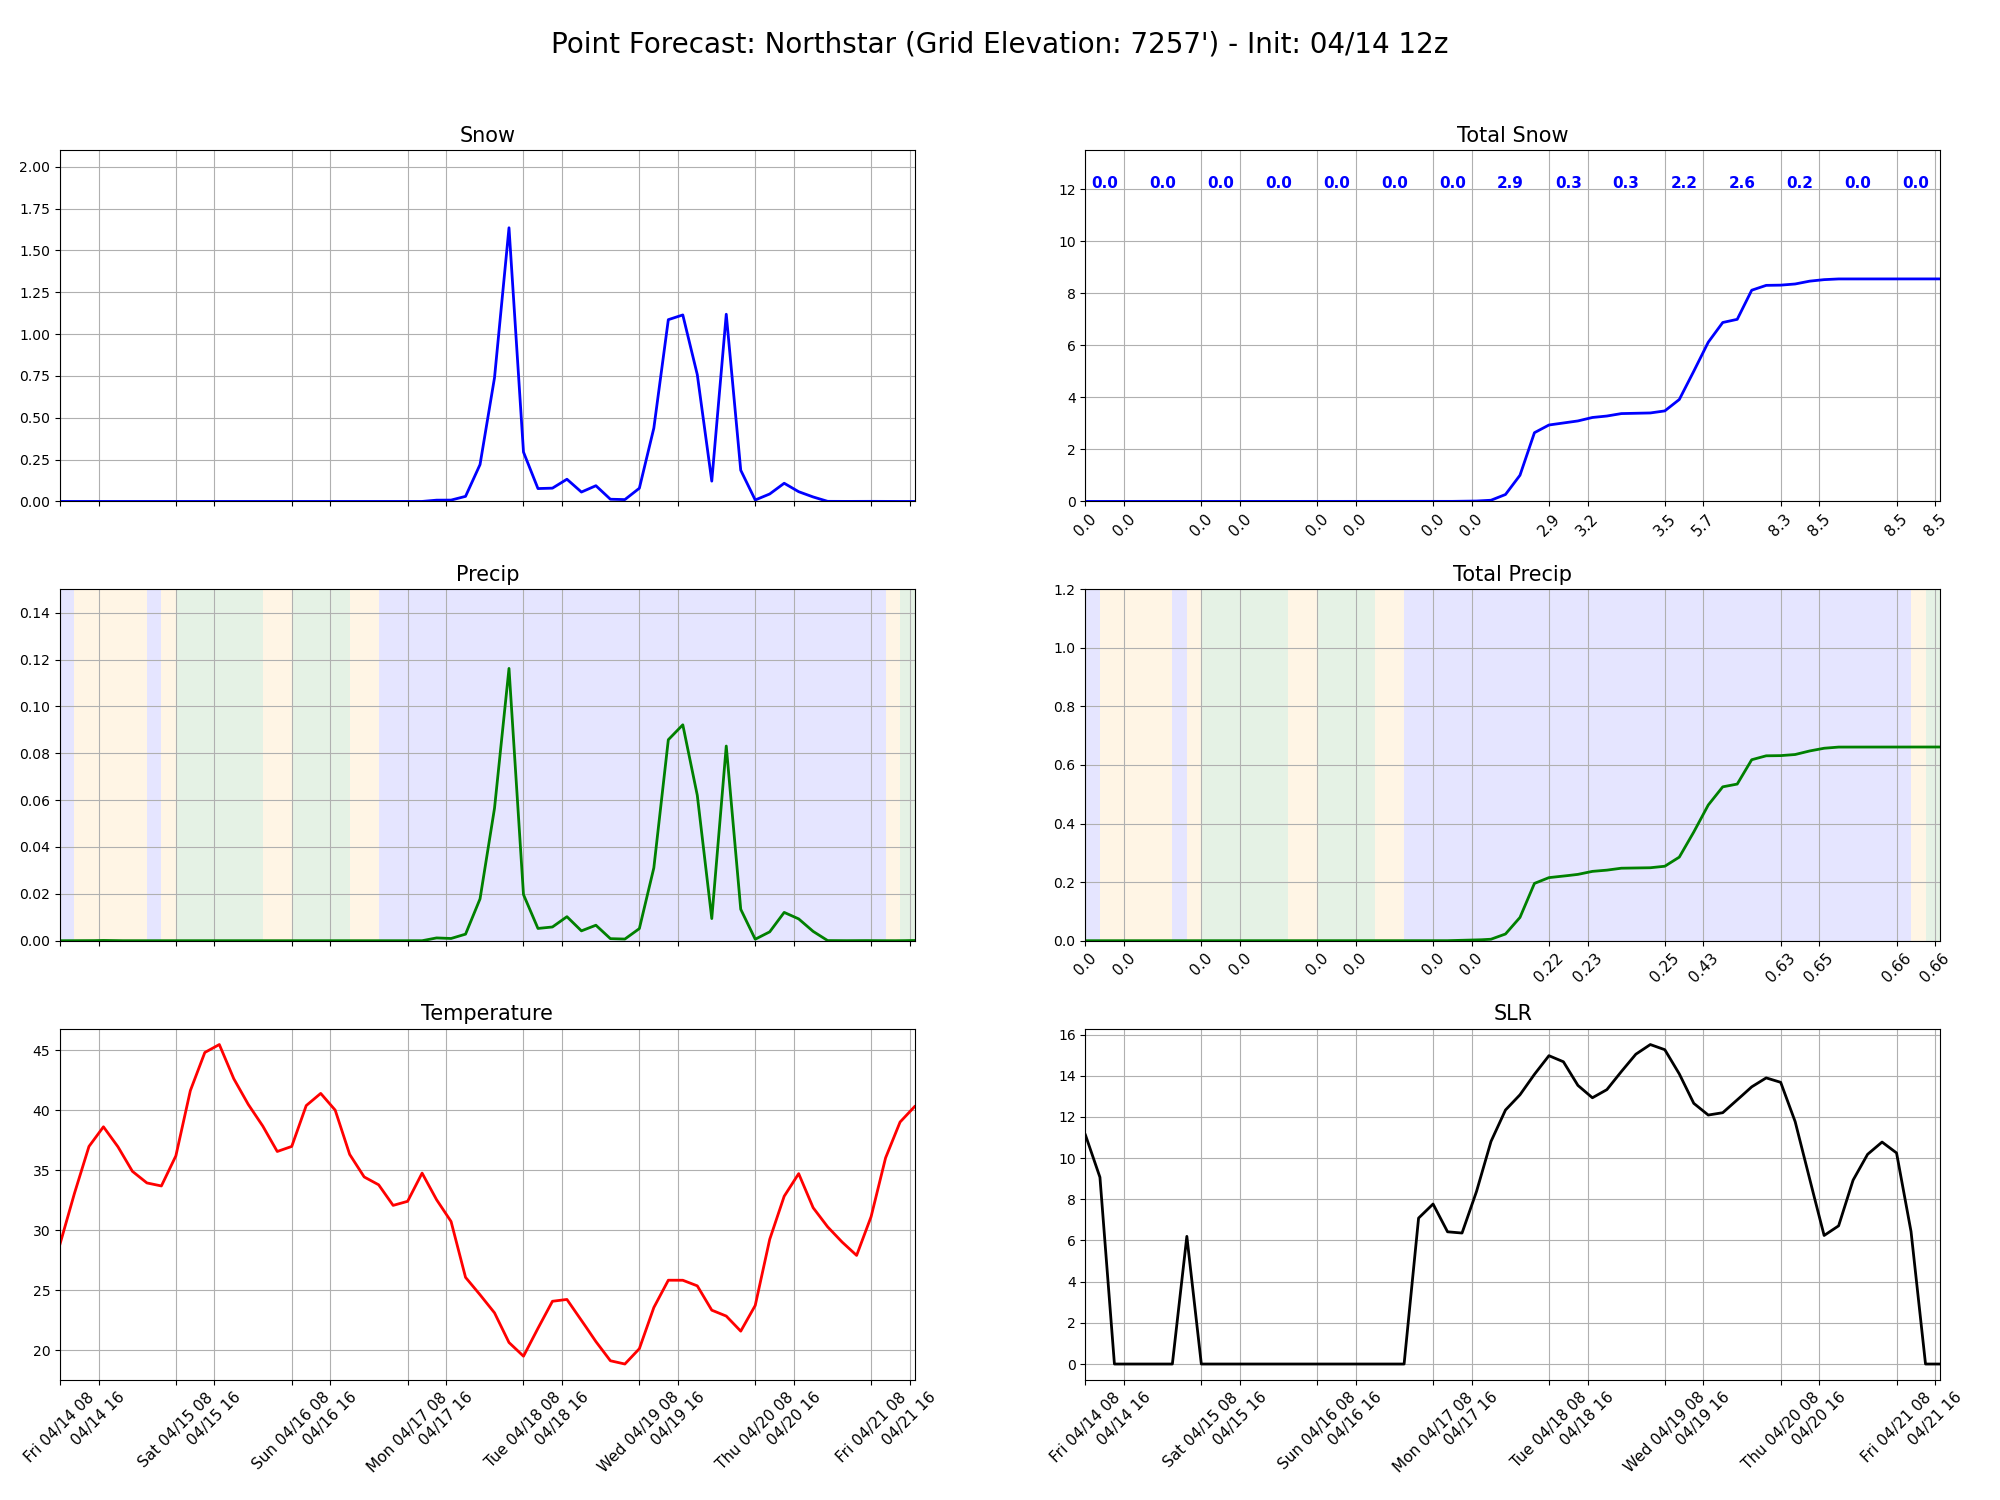 Point Forecast: Northstar (Grid Elevation: 7257') - Init: 04/14 12z
Snow
2.00
1.75
1.50
1.25
1.00
0.75
0.50
0.25
0.00
Total Snow
0.0 0.0 0.0 0.0 0.0 0.0 0.0 2.9 0.3 0.3 2.2 2.6 0.2 0.0 0.0
12
10
8
6
4
2
0
0.0 0.0 0.0 0.0 0.0 0.0 0.0 0.0 2.9 3.2 3.5 5.7 8.3 8.5 8.5 8.5
Precip
0.14
0.12
0.10
0.08
0.06
0.04
0.02
0.00
Total Precip
1.2
1.0
0.8
0.6
0.4
0.2
0.0
0.0 0.0 0.0 0.0 0.0 0.0 0.0 0.0 0.22 0.23 0.25 0.43 0.63 0.65 0.66 0.66
Temperature
45
40
35
30
25
20
Fri 04/14 08
04/14 16
Sat 04/15 08
04/15 16
Sun 04/16 08
04/16 16
Mon 04/17 08
04/17 16
Tue 04/18 08
04/18 16
Wed 04/19 08
04/19 16
Thu 04/20 08
04/20 16
Fri 04/21 08
04/21 16
SLR
16
14
12
10
8
6
4
2
0
Fri 04/14 08
04/14 16
Sat 04/15 08
04/15 16
Sun 04/16 08
04/16 16
Mon 04/17 08
04/17 16
Tue 04/18 08
04/18 16
Wed 04/19 08
04/19 16
Thu 04/20 08
04/20 16
Fri 04/21 08
04/21 16